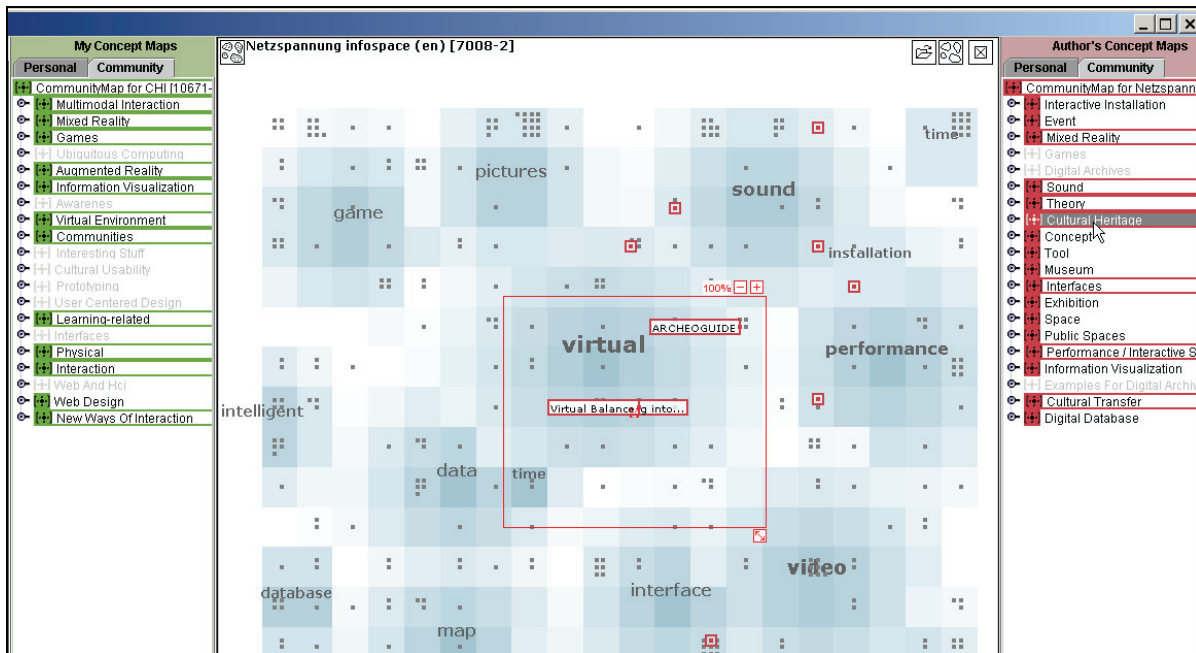 My Concept Maps
Personal Community
CommunityMap for CHI [10671-
Multimodal Interaction
Mixed Reality
Games
Ubiquitous Computing
Augmented Reality
Information Visualization
Awarenes
Virtual Environment
Communities
Interesting Stuff
Cultural Usability
Prototyping
User Centered Design
Learning-related
Interfaces
Physical
Interaction
Web And Hci
Web Design
New Ways Of Interaction
Netzspannung infospace (en) [7008-2]
time
pictures
sound
game
installation
100%
ARCHEOGUIDE
virtual
performance
Virtual Balancing into...
intelligent
data
time
video
interface
database
map
Author's Concept Maps
Personal Community
CommunityMap for Netzspann
Interactive Installation
Event
Mixed Reality
Games
Digital Archives
Sound
Theory
Cultural Heritage
Concept
Tool
Museum
Interfaces
Exhibition
Space
Public Spaces
Performance / Interactive S
Information Visualization
Examples For Digital Archiv
Cultural Transfer
Digital Database